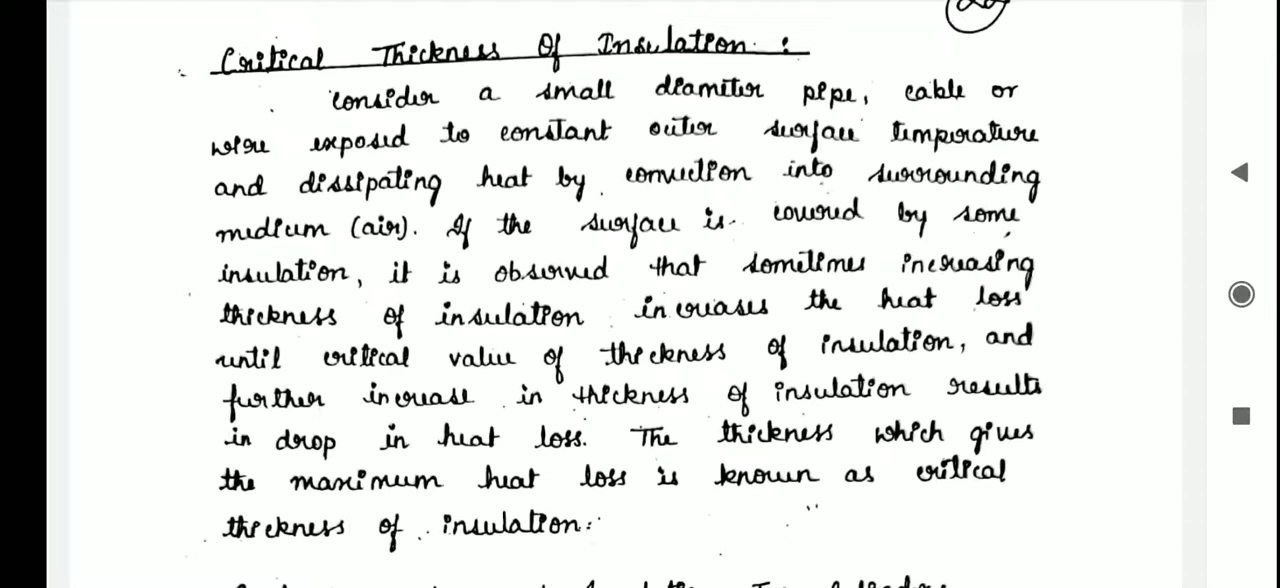 Critical Thickness Of Insulation :
Consider a small diameter pipe, cable or
wire exposed to constant outer surface temperature
and dissipating heat by convection into surrounding
medium (air). If the surface is covered by some
insulation, it is observed that sometimes increasing
thickness of insulation increases the heat loss
until critical value of thickness of insulation, and
further increase in thickness of insulation results
in drop in heat loss. The thickness which gives
the maximum heat loss is known as critical
thickness of insulation.